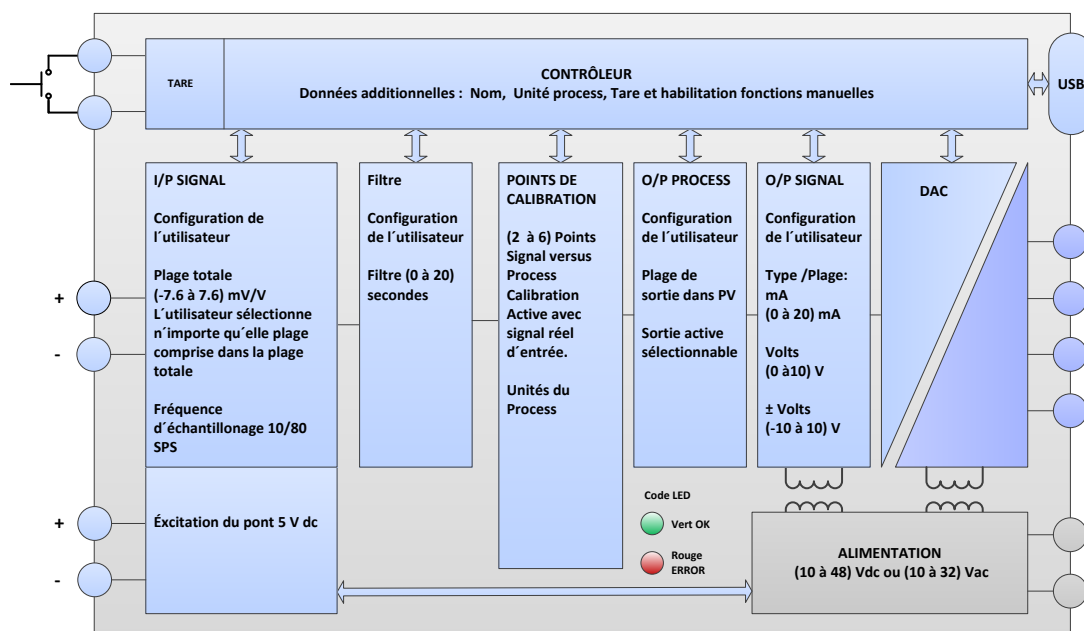 TARE
CONTRÔLEUR
Données additionnelles : Nom, Unité process, Tare et habilitation fonctions manuelles
USB
I/P SIGNAL
Configuration de
l´utilisateur
Plage totale
(-7.6 à 7.6) mV/V
L´utilisateur sélectionne
n´importe qu´elle plage
comprise dans la plage
totale
Fréquence
d´échantillonage 10/80
SPS
Filtre
Configuration
de l´utilisateur
Filtre (0 à 20)
secondes
POINTS DE
CALIBRATION
(2 à 6) Points
Signal versus
Process
Calibration
Active avec
signal réel
d´entrée.
Unités du
Process
O/P PROCESS
Configuration
de l´utilisateur
Plage de
sortie dans PV
Sortie active
sélectionnable
O/P SIGNAL
Configuration
de l´utilisateur
Type /Plage:
mA
(0 à 20) mA
Volts
(0 à10) V
± Volts
(-10 à 10) V
DAC
+
-
+
-
Éxcitation du pont 5 V dc
Code LED
Vert OK
Rouge
ERROR
ALIMENTATION
(10 à 48) Vdc ou (10 à 32) Vac